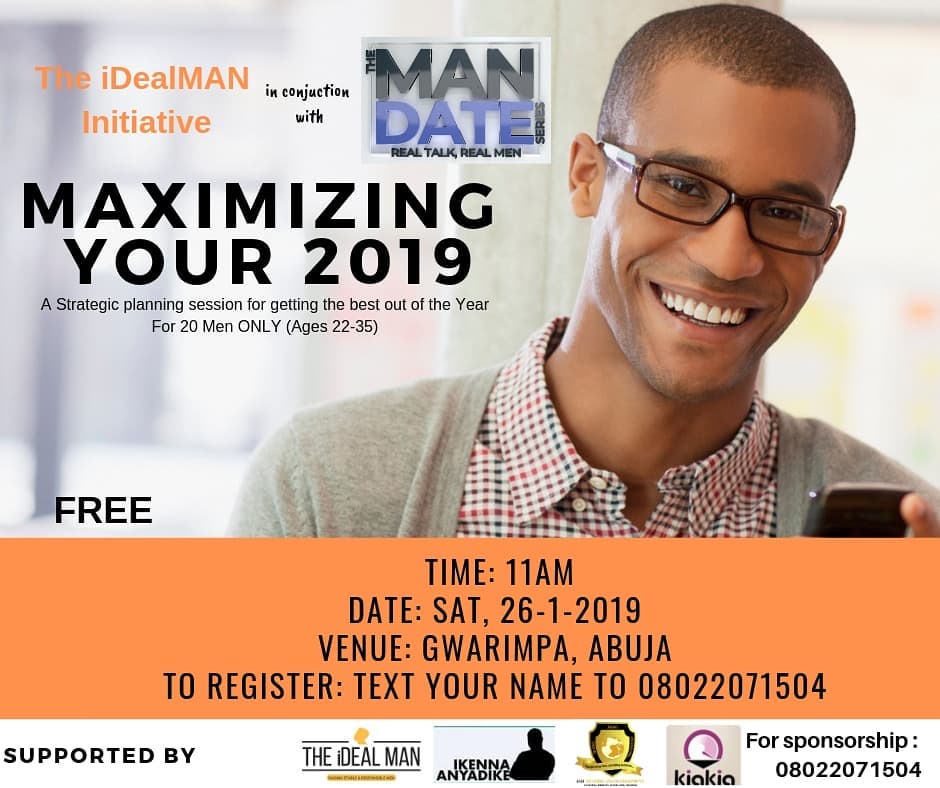 The iDealMAN
Initiative
in conjuction
with
THE
MAN
DATE
SERIES
REAL TALK, REAL MEN
MAXIMIZING
YOUR 2019
A Strategic planning session for getting the best out of the Year
For 20 Men ONLY (Ages 22-35)
FREE
TIME: 11AM
DATE: SAT, 26-1-2019
VENUE: GWARIMPA, ABUJA
TO REGISTER: TEXT YOUR NAME TO 08022071504
SUPPORTED BY
THE iDEAL MAN
IKENNA
ANYADIKE
kiakia
For sponsorship :
08022071504